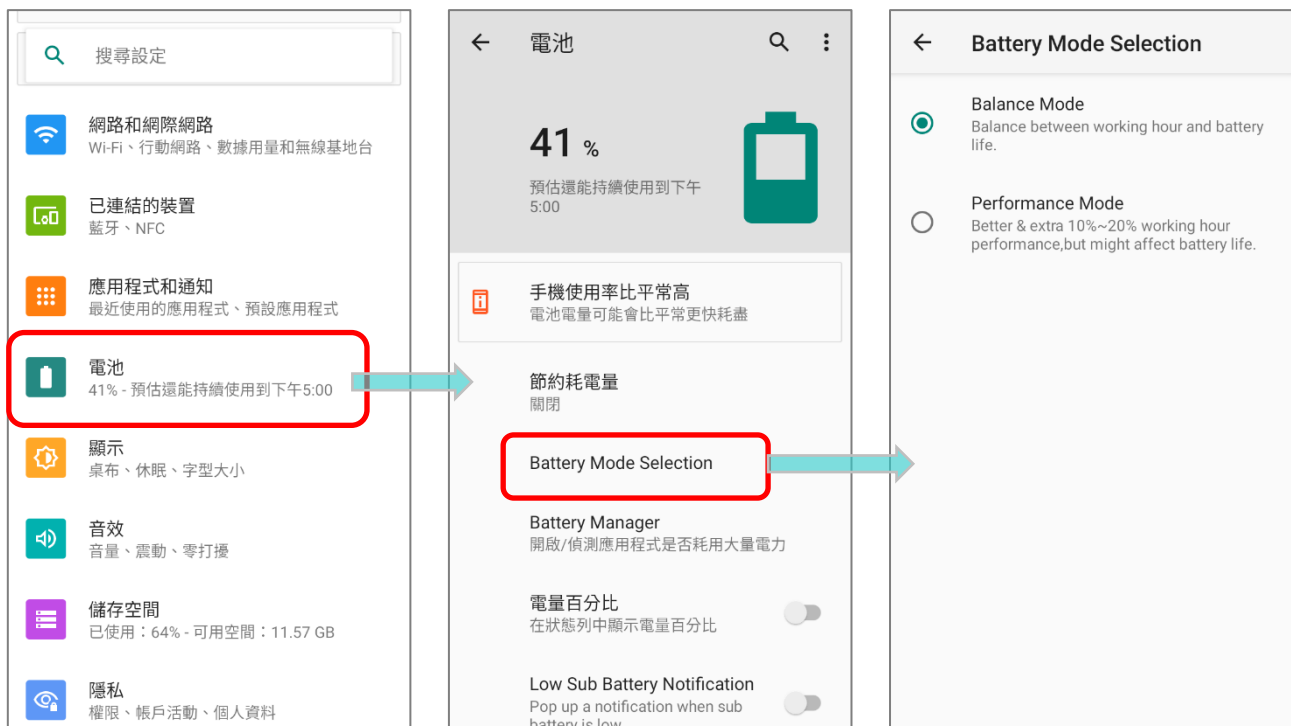 搜尋設定
網路和網際網路
Wi-Fi、行動網路、數據用量和無線基地台
已連結的裝置
藍牙、NFC
應用程式和通知
最近使用的應用程式、預設應用程式
電池
41% - 預估還能持續使用到下午5:00
顯示
桌布、休眠、字型大小
音效
音量、震動、零打擾
儲存空間
已使用：64% - 可用空間：11.57 GB
隱私
權限、帳戶活動、個人資料
電池
41 %
預估還能持續使用到下午
5:00
手機使用率比平常高
電池電量可能會比平常更快耗盡
節約耗電量
關閉
Battery Mode Selection
Battery Manager
開啟/偵測應用程式是否耗用大量電力
電量百分比
在狀態列中顯示電量百分比
Low Sub Battery Notification
Pop up a notification when sub
battery is low
Battery Mode Selection
Balance Mode
Balance between working hour and battery
life.
Performance Mode
Better & extra 10%~20% working hour
performance,but might affect battery life.